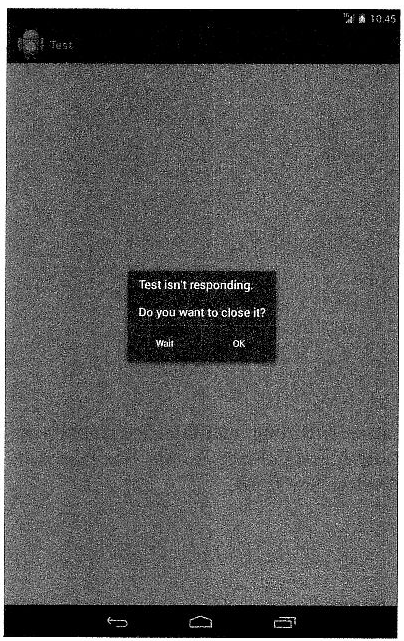 10:45
Test
Test isn't responding.
Do you want to close it?
Wait OK